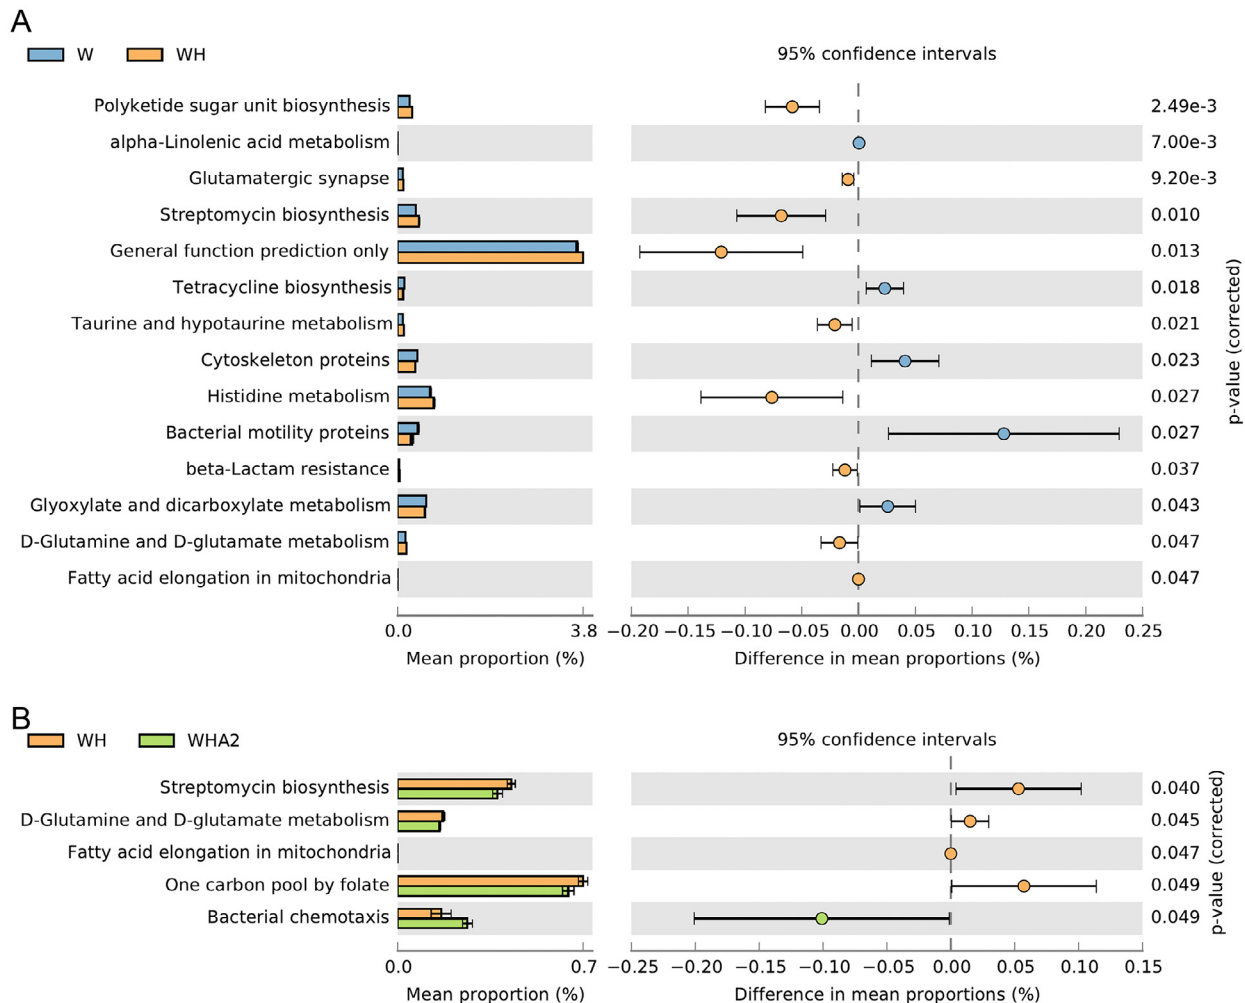 A
W WH
95% confidence intervals
Polyketide sugar unit biosynthesis 2.49e-3
alpha-Linolenic acid metabolism 7.00e-3
Glutamatergic synapse 9.20e-3
Streptomycin biosynthesis 0.010
General function prediction only 0.013
Tetracycline biosynthesis 0.018
Taurine and hypotaurine metabolism 0.021
Cytoskeleton proteins 0.023
Histidine metabolism 0.027
Bacterial motility proteins 0.027
beta-Lactam resistance 0.037
Glyoxylate and dicarboxylate metabolism 0.043
D-Glutamine and D-glutamate metabolism 0.047
Fatty acid elongation in mitochondria 0.047
p-value (corrected)
0.0 3.8 −0.20 −0.15 −0.10 −0.05 0.00 0.05 0.10 0.15 0.20 0.25
Mean proportion (%) Difference in mean proportions (%)
B
WH WHA2
95% confidence intervals
Streptomycin biosynthesis 0.040
D-Glutamine and D-glutamate metabolism 0.045
Fatty acid elongation in mitochondria 0.047
One carbon pool by folate 0.049
Bacterial chemotaxis 0.049
p-value (corrected)
0.0 0.7 −0.25 −0.20 −0.15 −0.10 −0.05 0.00 0.05 0.10 0.15
Mean proportion (%) Difference in mean proportions (%)